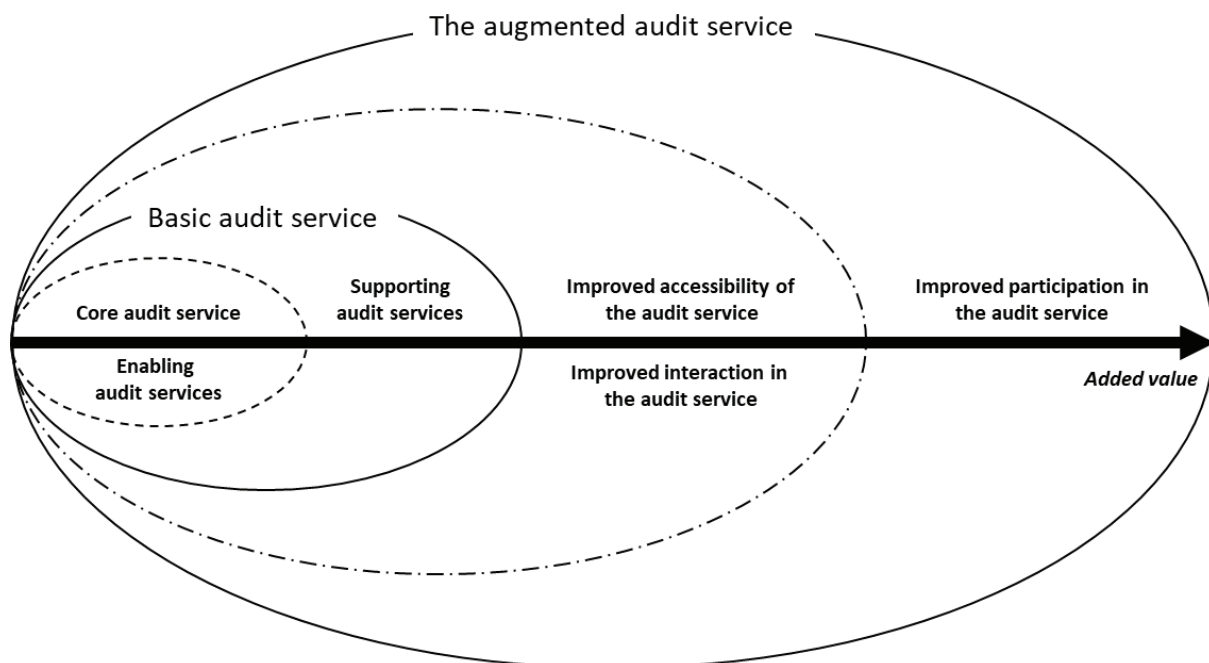 The augmented audit service
Basic audit service
Core audit service
Enabling
audit services
Supporting
audit services
Improved accessibility of
the audit service
Improved interaction in
the audit service
Improved participation in
the audit service
Added value